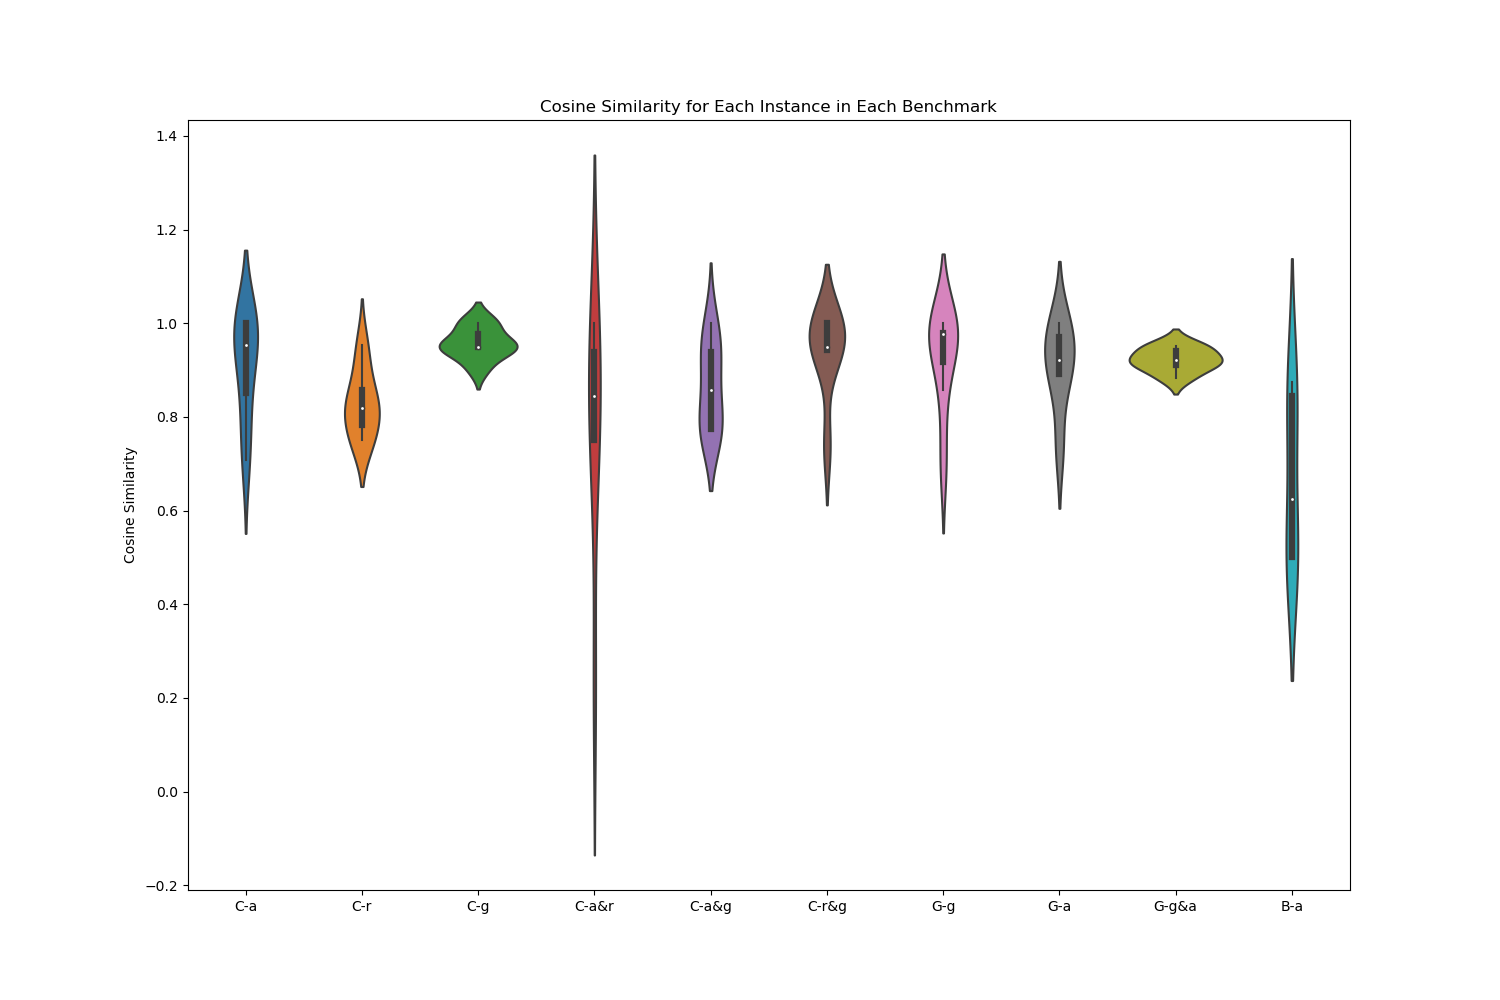 Cosine Similarity for Each Instance in Each Benchmark
1.4
1.2
1.0
0.8
0.6
0.4
0.2
0.0
−0.2
Cosine Similarity
C-a
C-r
C-g
C-a&r
C-a&g
C-r&g
G-g
G-a
G-g&a
B-a